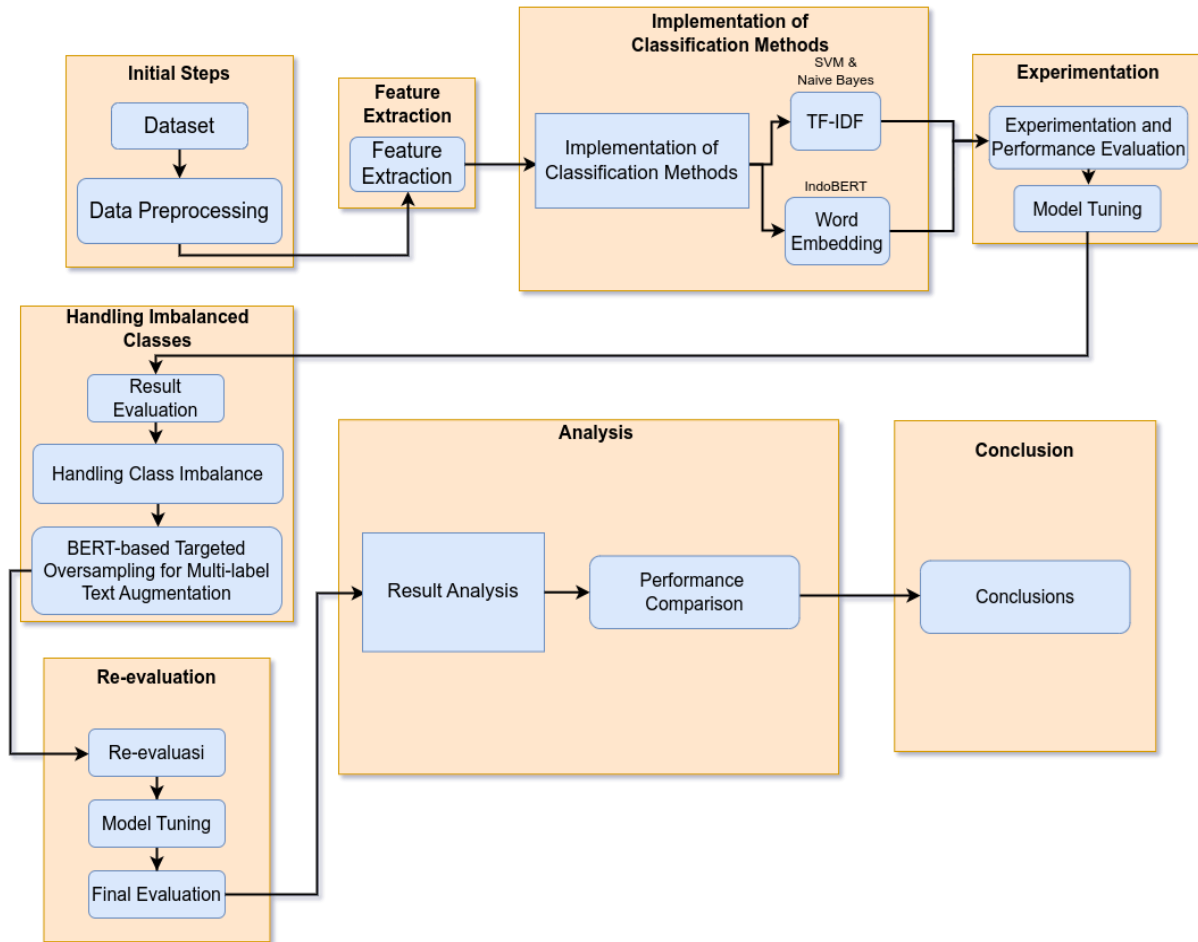 Initial Steps
Dataset
Data Preprocessing
Feature
Extraction
Feature
Extraction
Implementation of
Classification Methods
Implementation of
Classification Methods
SVM &
Naive Bayes
TF-IDF
IndoBERT
Word
Embedding
Experimentation
Experimentation and
Performance Evaluation
Model Tuning
Handling Imbalanced
Classes
Result
Evaluation
Handling Class Imbalance
BERT-based Targeted
Oversampling for Multi-label
Text Augmentation
Re-evaluation
Re-evaluasi
Model Tuning
Final Evaluation
Analysis
Result Analysis
Performance
Comparison
Conclusion
Conclusions